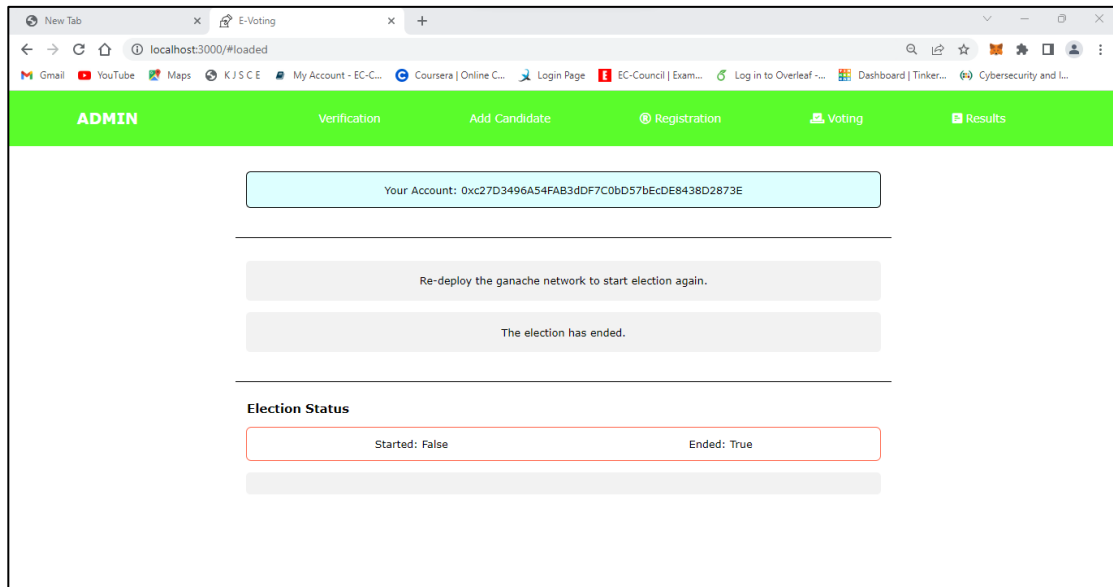 New Tab
E-Voting
localhost:3000/#loaded
Gmail YouTube Maps K J S C E My Account - EC-C... Coursera | Online C... Login Page EC-Council | Exam... Log in to Overleaf -... Dashboard | Tinker... Cybersecurity and I...
ADMIN Verification Add Candidate Registration Voting Results
Your Account: 0xc27D3496A54FAB3dDF7C0bD57bEcDE8438D2873E
Re-deploy the ganache network to start election again.
The election has ended.
Election Status
Started: False Ended: True